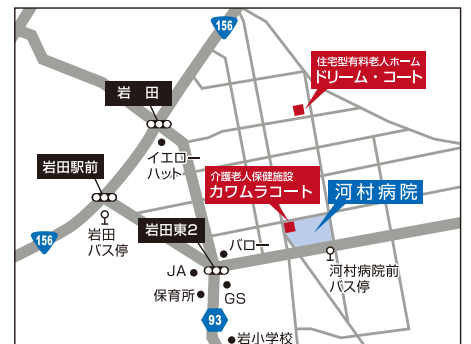 156
住宅型有料老人ホーム
ドリーム・コート
岩田
イエロー
ハット
岩田駅前
介護老人保健施設
カワムラコート
河村病院
岩田
バス停
岩田東2
156
バロー
JA
河村病院前
バス停
保育所
GS
93
岩小学校